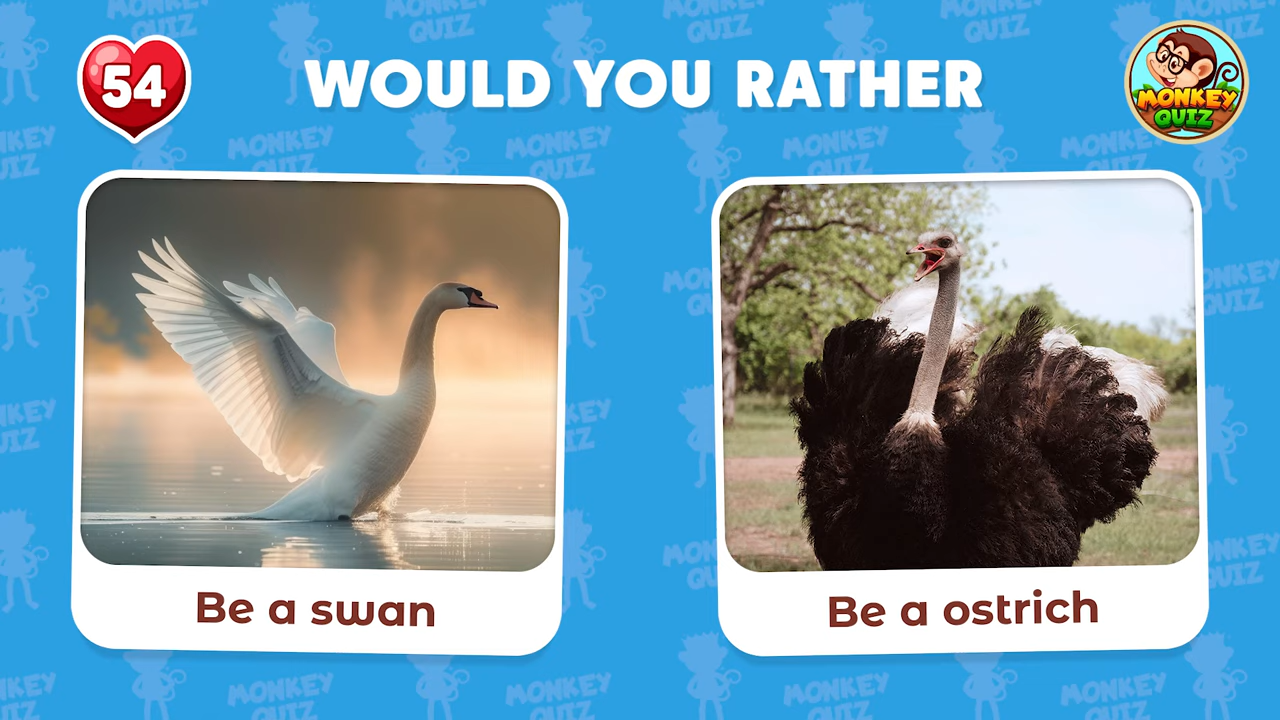 54
WOULD YOU RATHER
MONKEY
QUIZ
Be a swan
Be a ostrich